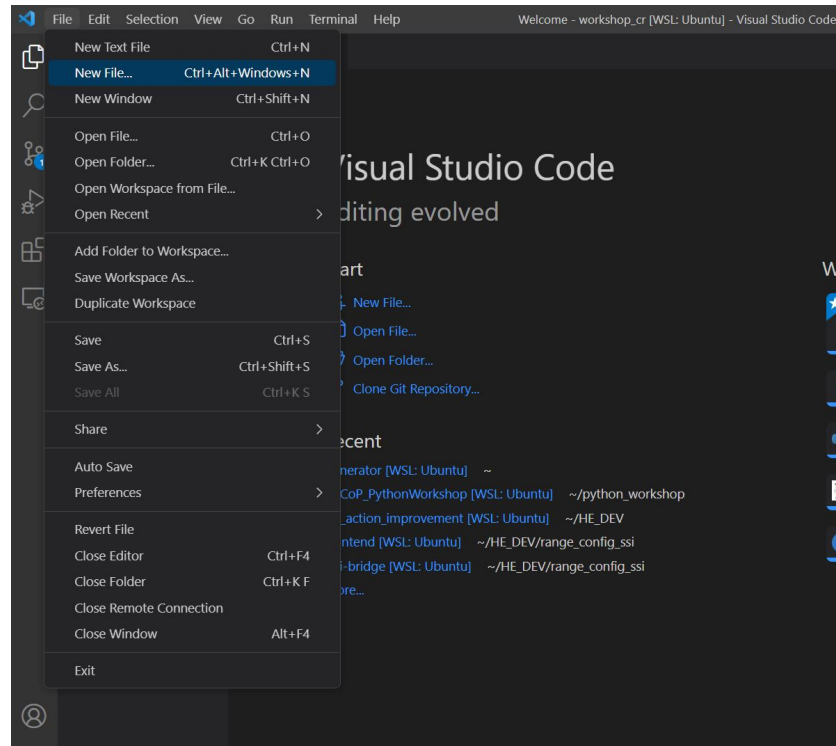 File Edit Selection View Go Run Terminal Help Welcome - workshop_cr [WSL: Ubuntu] - Visual Studio Code
New Text File Ctrl+N
New File... Ctrl+Alt+Windows+N
New Window Ctrl+Shift+N
Open File... Ctrl+O
Open Folder... Ctrl+K Ctrl+O
Open Workspace from File...
Open Recent
Add Folder to Workspace...
Save Workspace As...
Duplicate Workspace
Save Ctrl+S
Save As... Ctrl+Shift+S
Save All Ctrl+K S
Share
Auto Save
Preferences
Revert File
Close Editor Ctrl+F4
Close Folder Ctrl+K F
Close Remote Connection
Close Window Alt+F4
Exit
isual Studio Code
diting evolved
art
New File...
Open File...
Open Folder...
Clone Git Repository...
ecent
nerator [WSL: Ubuntu] ~
CoP_PythonWorkshop [WSL: Ubuntu] ~/python_workshop
_action_improvement [WSL: Ubuntu] ~/HE_DEV
ntend [WSL: Ubuntu] ~/HE_DEV/range_config_ssi
i-bridge [WSL: Ubuntu] ~/HE_DEV/range_config_ssi
ore...
W
1